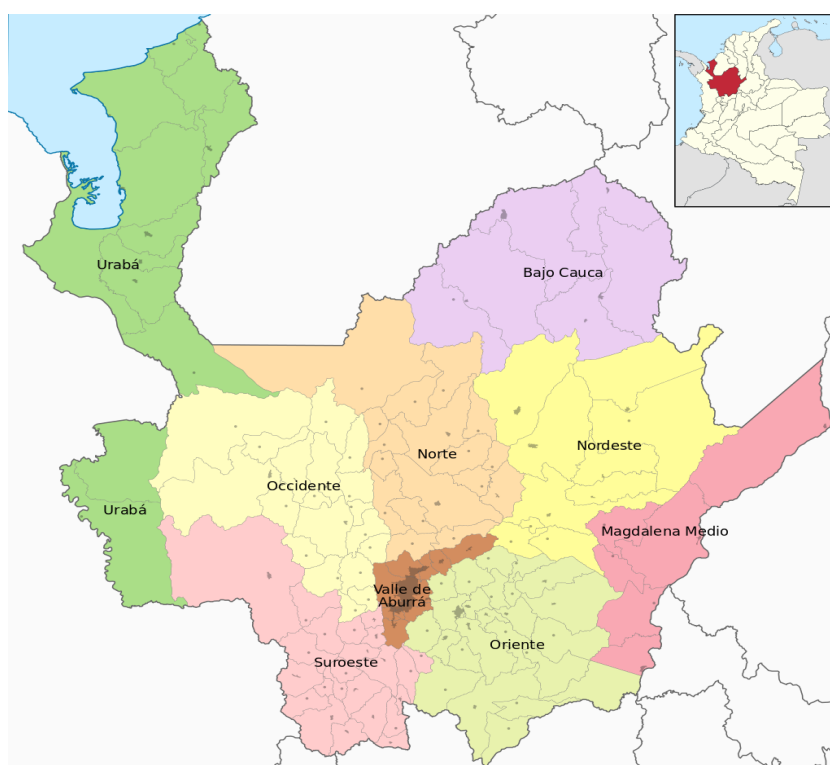 Urabá
Bajo Cauca
Norte
Nordeste
Occidente
Urabá
Magdalena Medio
Valle de
Aburrá
Oriente
Suroeste